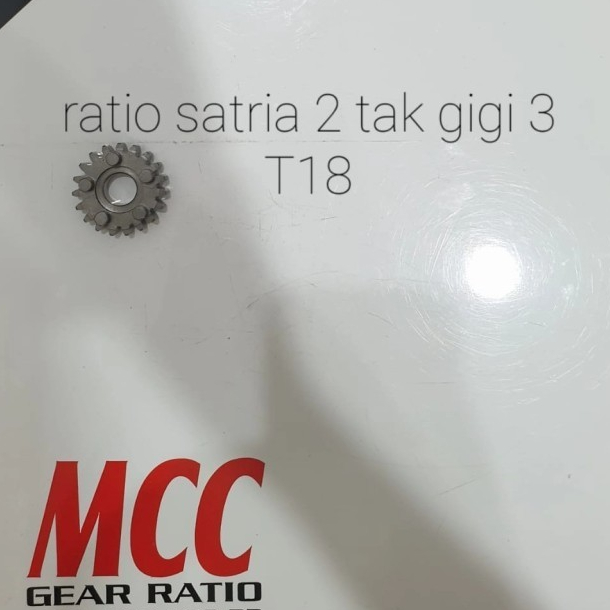 ratio satria 2 tak gigi 3
T18
MCC
GEAR RATIO